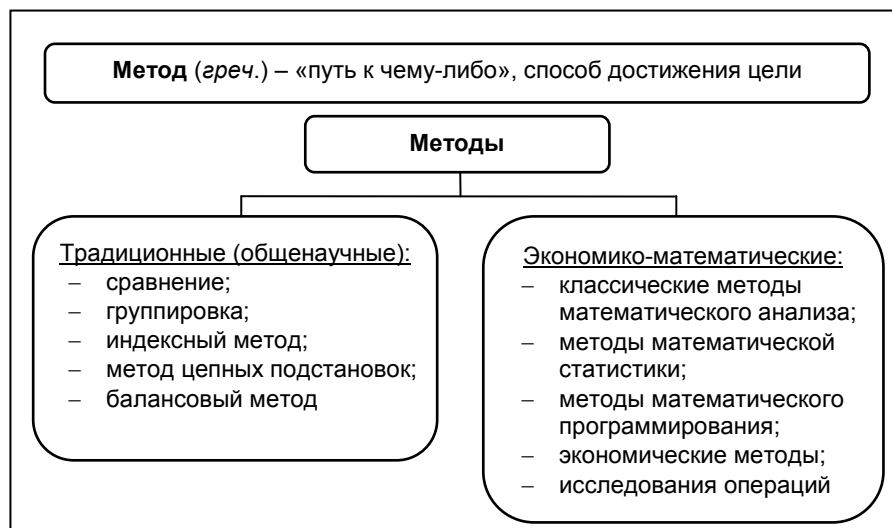 Метод (греч.) – «путь к чему-либо», способ достижения цели
Методы
Традиционные (общенаучные):
– сравнение;
– группировка;
– индексный метод;
– метод цепных подстановок;
– балансовый метод
Экономико-математические:
– классические методы
математического анализа;
– методы математической
статистики;
– методы математического
программирования;
– экономические методы;
– исследования операций